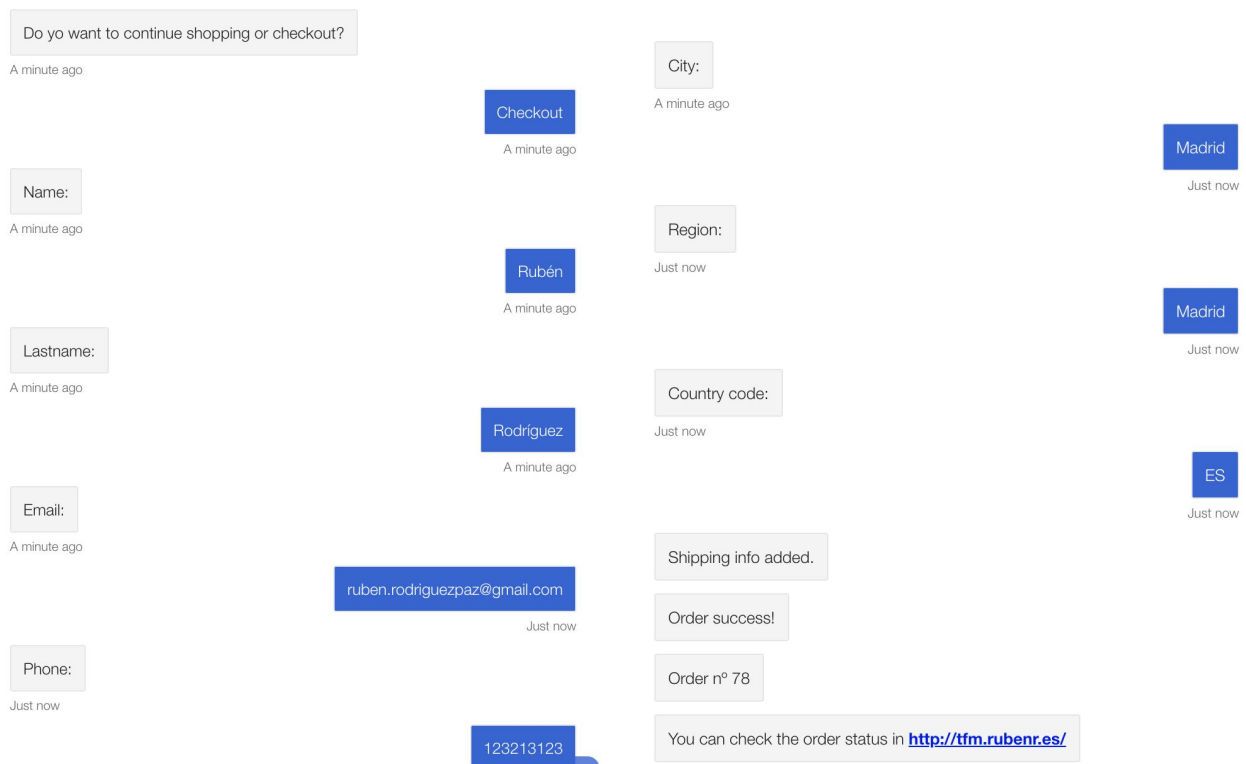 Do yo want to continue shopping or checkout?
A minute ago
Checkout
A minute ago
Name:
A minute ago
Rubén
A minute ago
Lastname:
A minute ago
Rodríguez
A minute ago
Email:
A minute ago
ruben.rodriguezpaz@gmail.com
Just now
Phone:
Just now
123213123
City:
A minute ago
Madrid
Just now
Region:
Just now
Madrid
Just now
Country code:
Just now
ES
Just now
Shipping info added.
Order success!
Order nº 78
You can check the order status in http://tfm.rubenr.es/